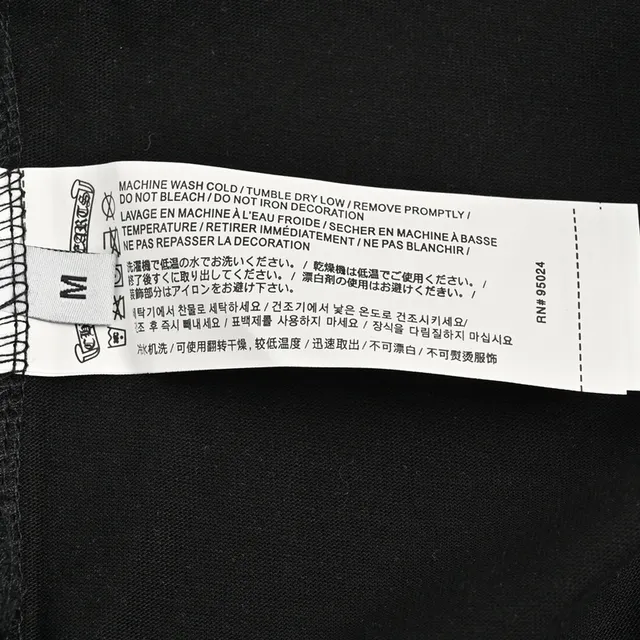 MACHINE WASH COLD / TUMBLE DRY LOW / REMOVE PROMPTLY /
DO NOT BLEACH / DO NOT IRON DECORATION
LAVAGE EN MACHINE À L'EAU FROIDE / SECHER EN MACHINE À BASSE
TEMPERATURE / RETIRER IMMÉDIATEMENT / NE PAS BLANCHIR /
NE PAS REPASSER LA DECORATION
洗濯機で低温の水でお洗いください。/ 乾燥機は低温でご使用ください。/
終了後すぐに取り出してください。/ 漂白剤の使用はお避けください。/
装飾部分はアイロンをお避け下さい。
세탁기에서 찬물로 세탁하세요 / 건조기에서 낮은 온도로 건조시키세요/
건조 후 즉시 빼내세요 / 표백제를 사용하지 마세요 / 장식을 다림질하지 마십시요
冷水机洗 / 可使用翻转干燥，较低温度 / 迅速取出 / 不可漂白 / 不可熨烫服饰
RN# 95024
M